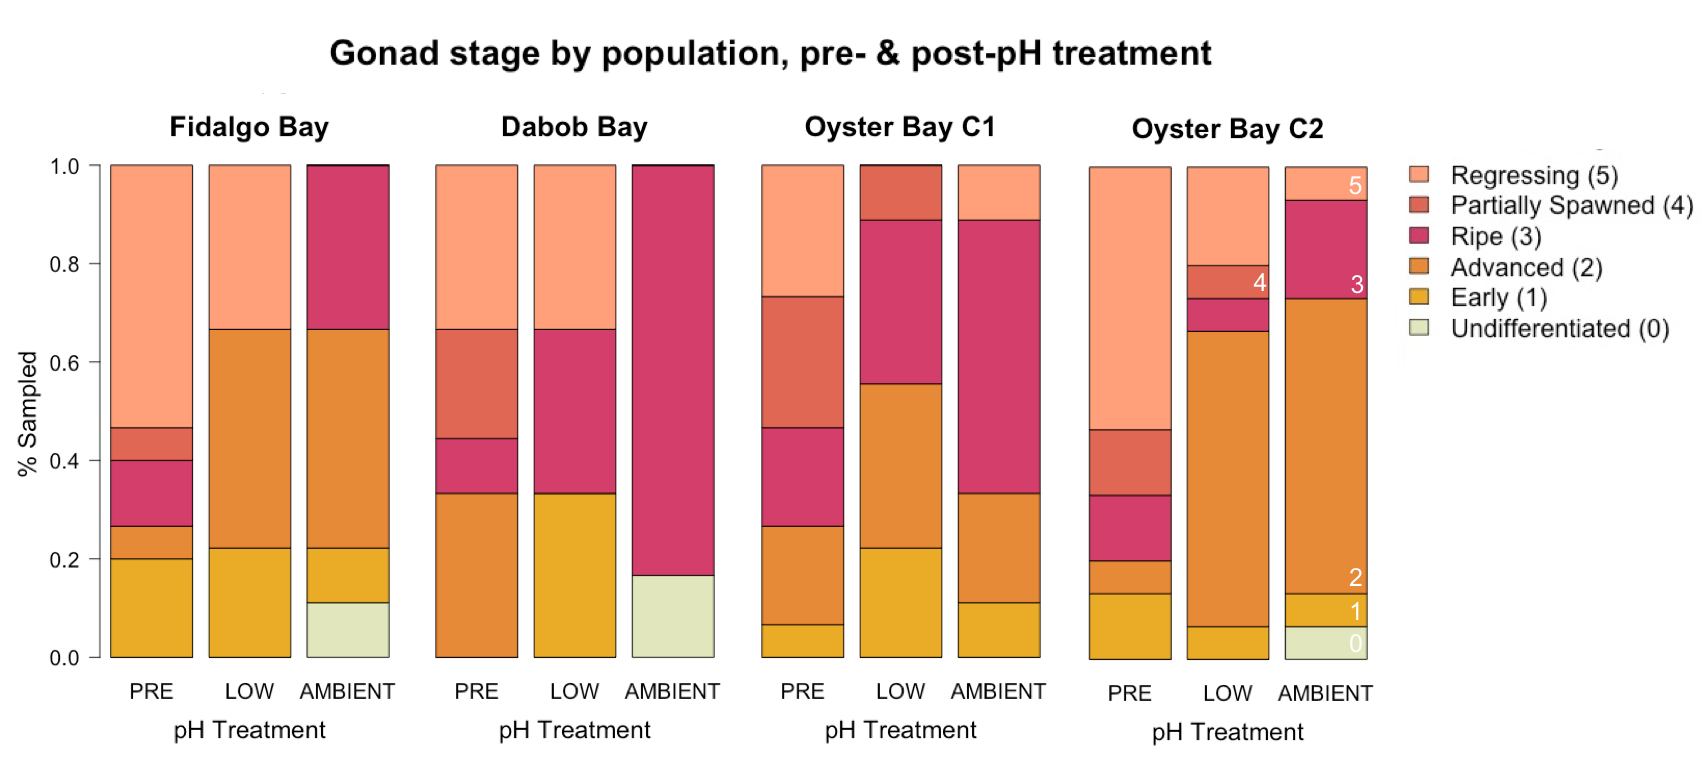 Gonad stage by population, pre- & post-pH treatment
Fidalgo Bay
Dabob Bay
Oyster Bay C1
Oyster Bay C2
% Sampled
1.0
0.8
0.6
0.4
0.2
0.0
5
4
3
2
1
0
Regressing (5)
Partially Spawned (4)
Ripe (3)
Advanced (2)
Early (1)
Undifferentiated (0)
PRE LOW AMBIENT
PRE LOW AMBIENT
PRE LOW AMBIENT
PRE LOW AMBIENT
pH Treatment
pH Treatment
pH Treatment
pH Treatment